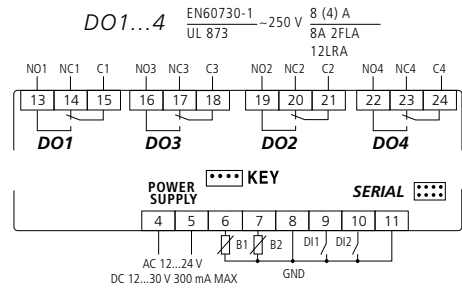 DO1...4 EN60730-1 ~250 V 8 (4) A
UL 873 8A 2FLA
12LRA
NO1 NC1 C1 NO3 NC3 C3 NO2 NC2 C2 NO4 NC4 C4
13 14 15 16 17 18 19 20 21 22 23 24
DO1 DO3 DO2 DO4
KEY
POWER SERIAL
SUPPLY
4 5 6 7 8 9 10 11
B1 B2 DI1 DI2
AC 12...24 V
GND
DC 12...30 V 300 mA MAX